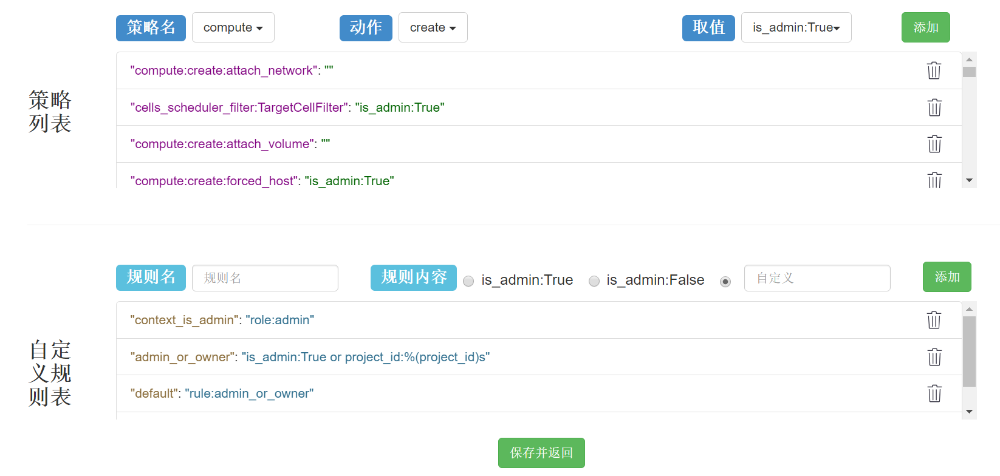 策略名 compute 动作 create 取值 is_admin:True 添加
策略
列表
"compute:create:attach_network": ""
"cells_scheduler_filter:TargetCellFilter": "is_admin:True"
"compute:create:attach_volume": ""
"compute:create:forced_host": "is_admin:True"
规则名 规则名 规则内容 is_admin:True is_admin:False 自定义 添加
自定
义规
则表
"context_is_admin": "role:admin"
"admin_or_owner": "is_admin:True or project_id:%(project_id)s"
"default": "rule:admin_or_owner"
保存并返回